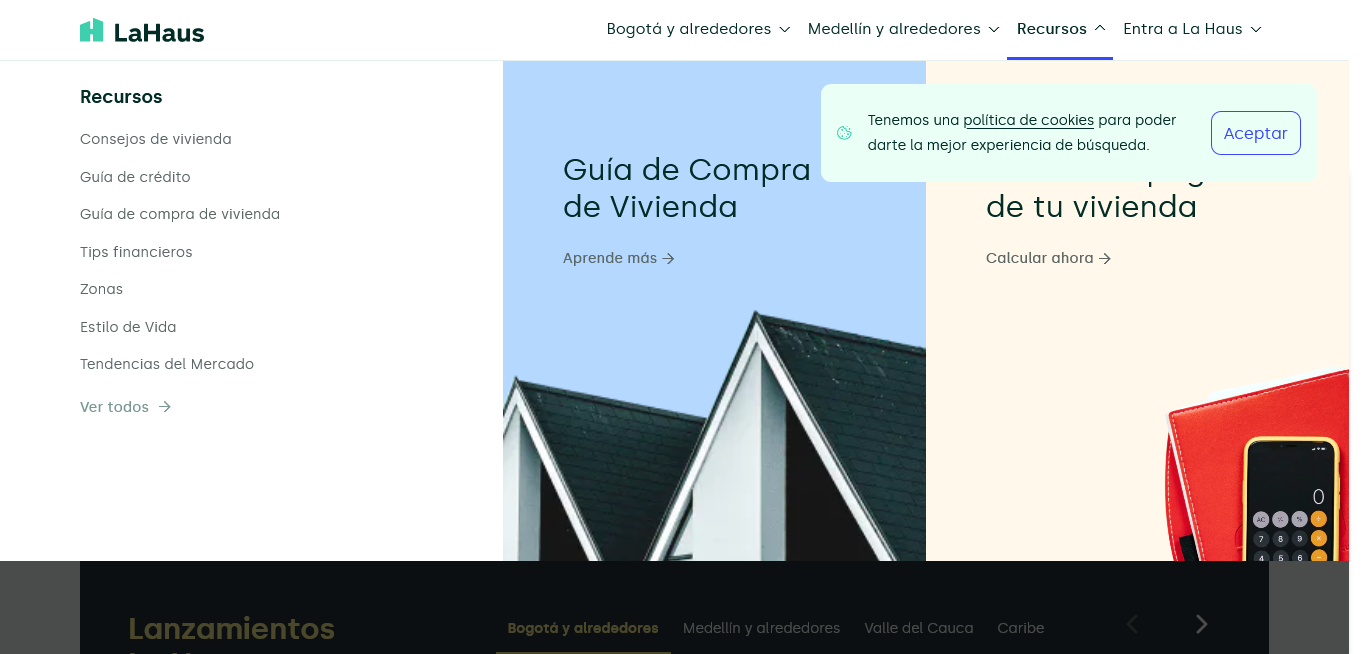 LaHaus
Bogotá y alrededores
Medellín y alrededores
Recursos
Entra a La Haus
Recursos
Consejos de vivienda
Guía de crédito
Guía de compra de vivienda
Tips financieros
Zonas
Estilo de Vida
Tendencias del Mercado
Ver todos
Guía de Compra
de Vivienda
Aprende más
Tenemos una política de cookies para poder
darte la mejor experiencia de búsqueda.
Aceptar
de tu vivienda
Calcular ahora
0
AC % ÷
7 8 9 ×
4 5 6 −
Lanzamientos
Bogotá y alrededores
Medellín y alrededores
Valle del Cauca
Caribe